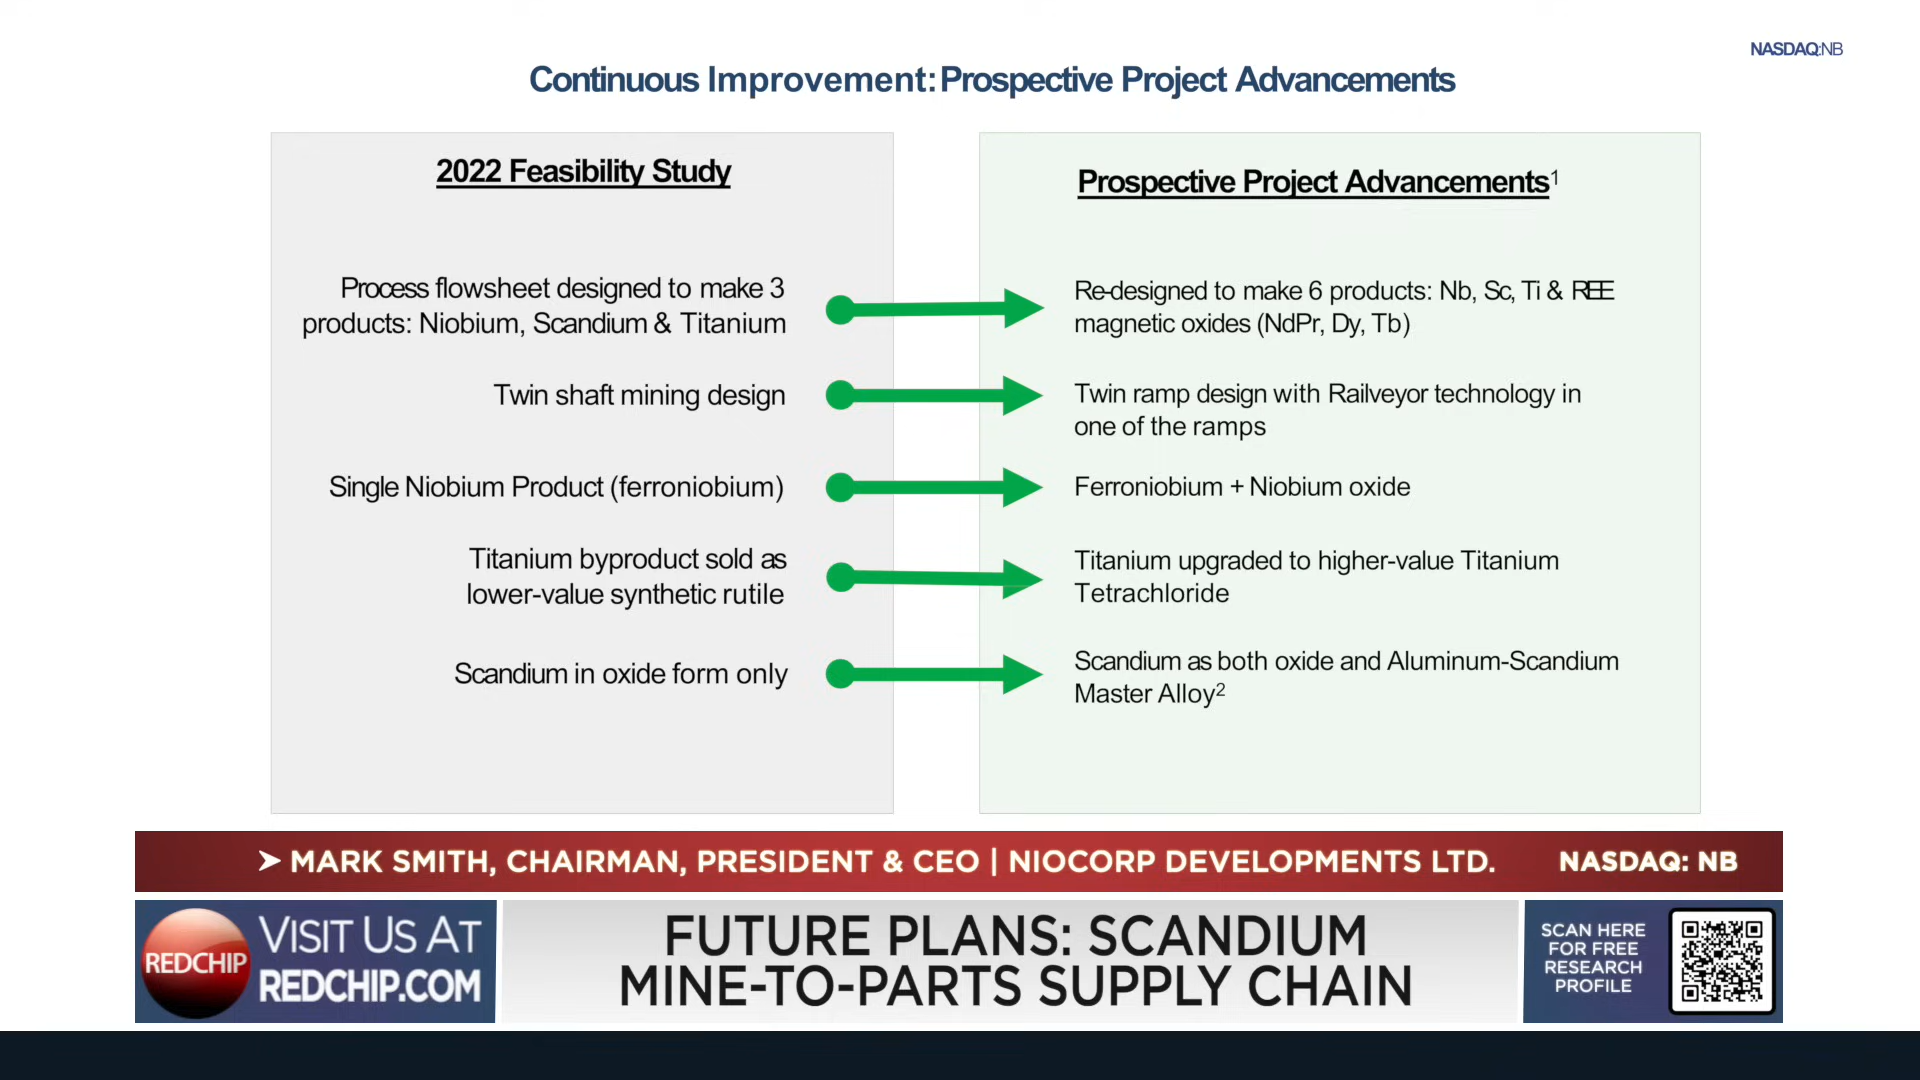 NASDAQ:NB
Continuous Improvement: Prospective Project Advancements
2022 Feasibility Study
Process flowsheet designed to make 3
products: Niobium, Scandium & Titanium
Twin shaft mining design
Single Niobium Product (ferroniobium)
Titanium byproduct sold as
lower-value synthetic rutile
Scandium in oxide form only
Prospective Project Advancements¹
Re-designed to make 6 products: Nb, Sc, Ti & REE
magnetic oxides (NdPr, Dy, Tb)
Twin ramp design with Railveyor technology in
one of the ramps
Ferroniobium + Niobium oxide
Titanium upgraded to higher-value Titanium
Tetrachloride
Scandium as both oxide and Aluminum-Scandium
Master Alloy²
➤ MARK SMITH, CHAIRMAN, PRESIDENT & CEO | NIOCORP DEVELOPMENTS LTD.
NASDAQ: NB
REDCHIP
VISIT US AT
REDCHIP.COM
FUTURE PLANS: SCANDIUM
MINE-TO-PARTS SUPPLY CHAIN
SCAN HERE
FOR FREE
RESEARCH
PROFILE